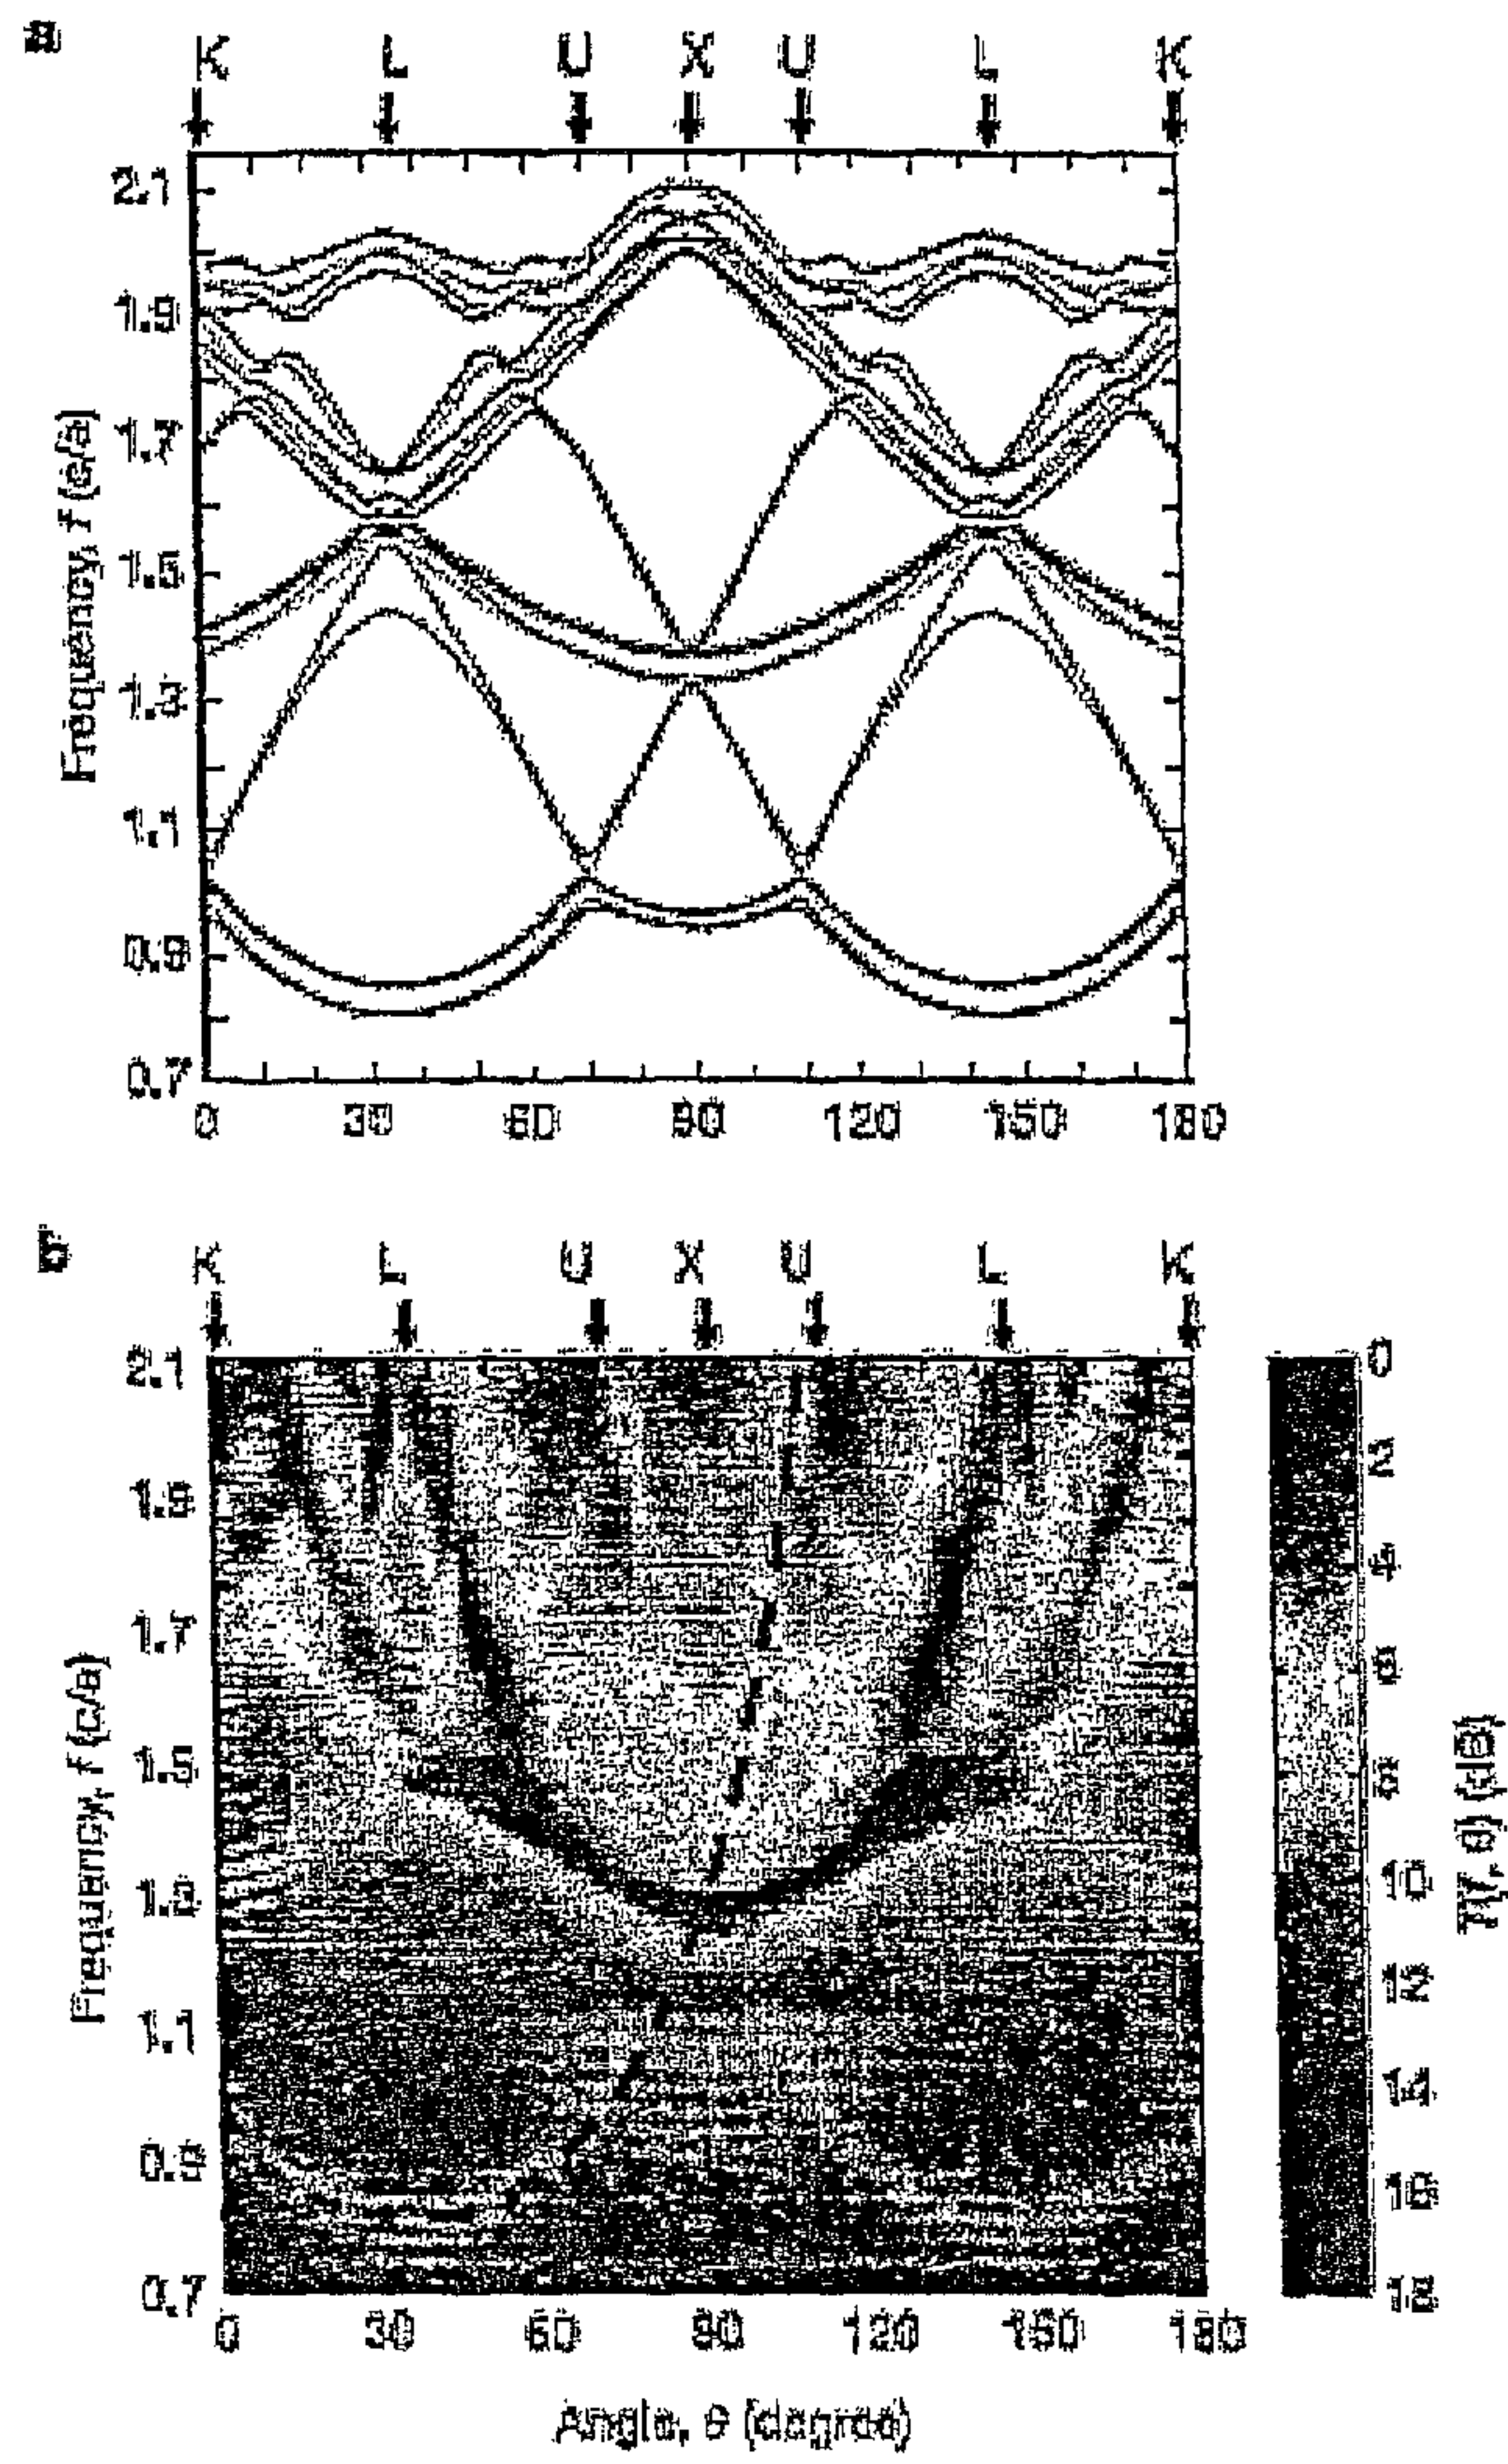 a
K L U X U L K
2.1
1.9
1.7
1.5
1.3
1.1
0.9
0.7
Frequency, f (c/a)
0 30 60 90 120 150 180
b
K L U X U L K
2.1
1.9
1.7
1.5
1.3
1.1
0.9
0.7
Frequency, f (c/a)
0 30 60 90 120 150 180
Angle, θ (degree)
0
2
4
6
8
10
12
14
16
18
T(f, θ) (dB)